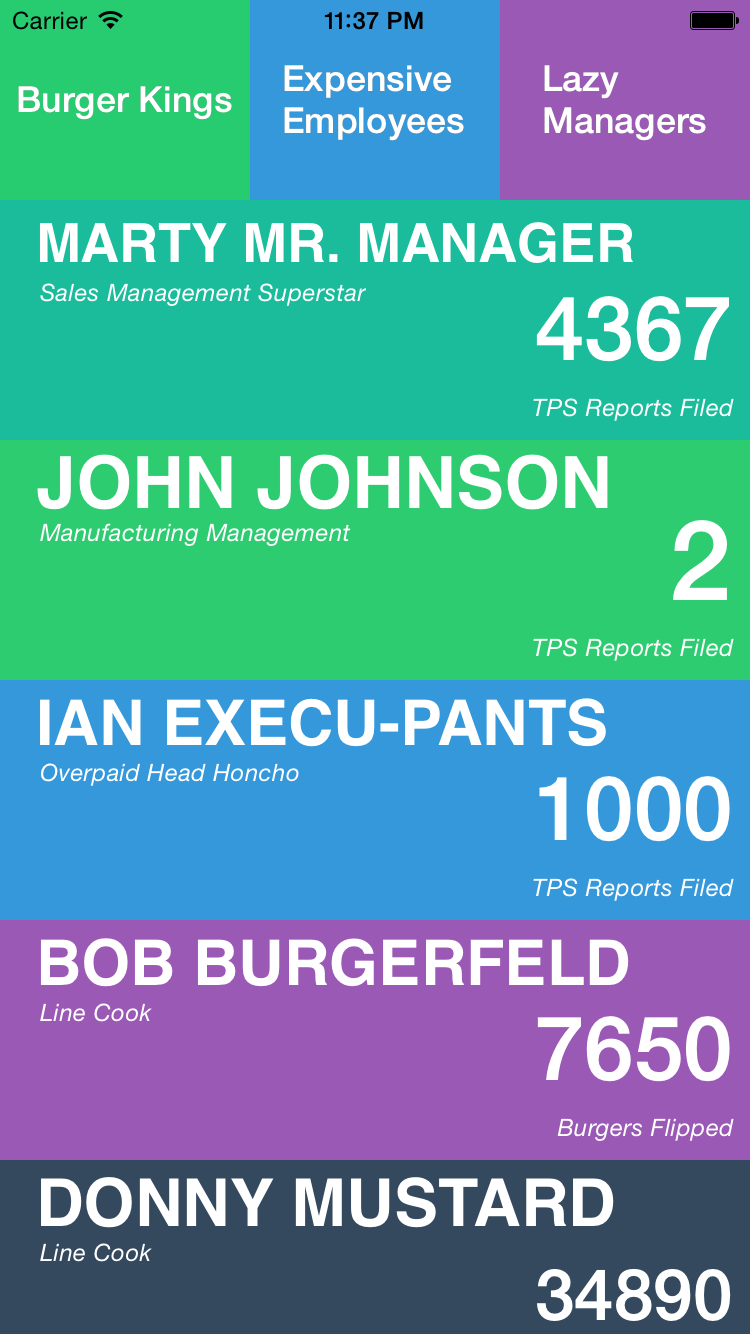 Carrier 11:37 PM
Burger Kings
Expensive
Employees
Lazy
Managers
MARTY MR. MANAGER
Sales Management Superstar
4367
TPS Reports Filed
JOHN JOHNSON
Manufacturing Management
2
TPS Reports Filed
IAN EXECU-PANTS
Overpaid Head Honcho
1000
TPS Reports Filed
BOB BURGERFELD
Line Cook
7650
Burgers Flipped
DONNY MUSTARD
Line Cook
34890